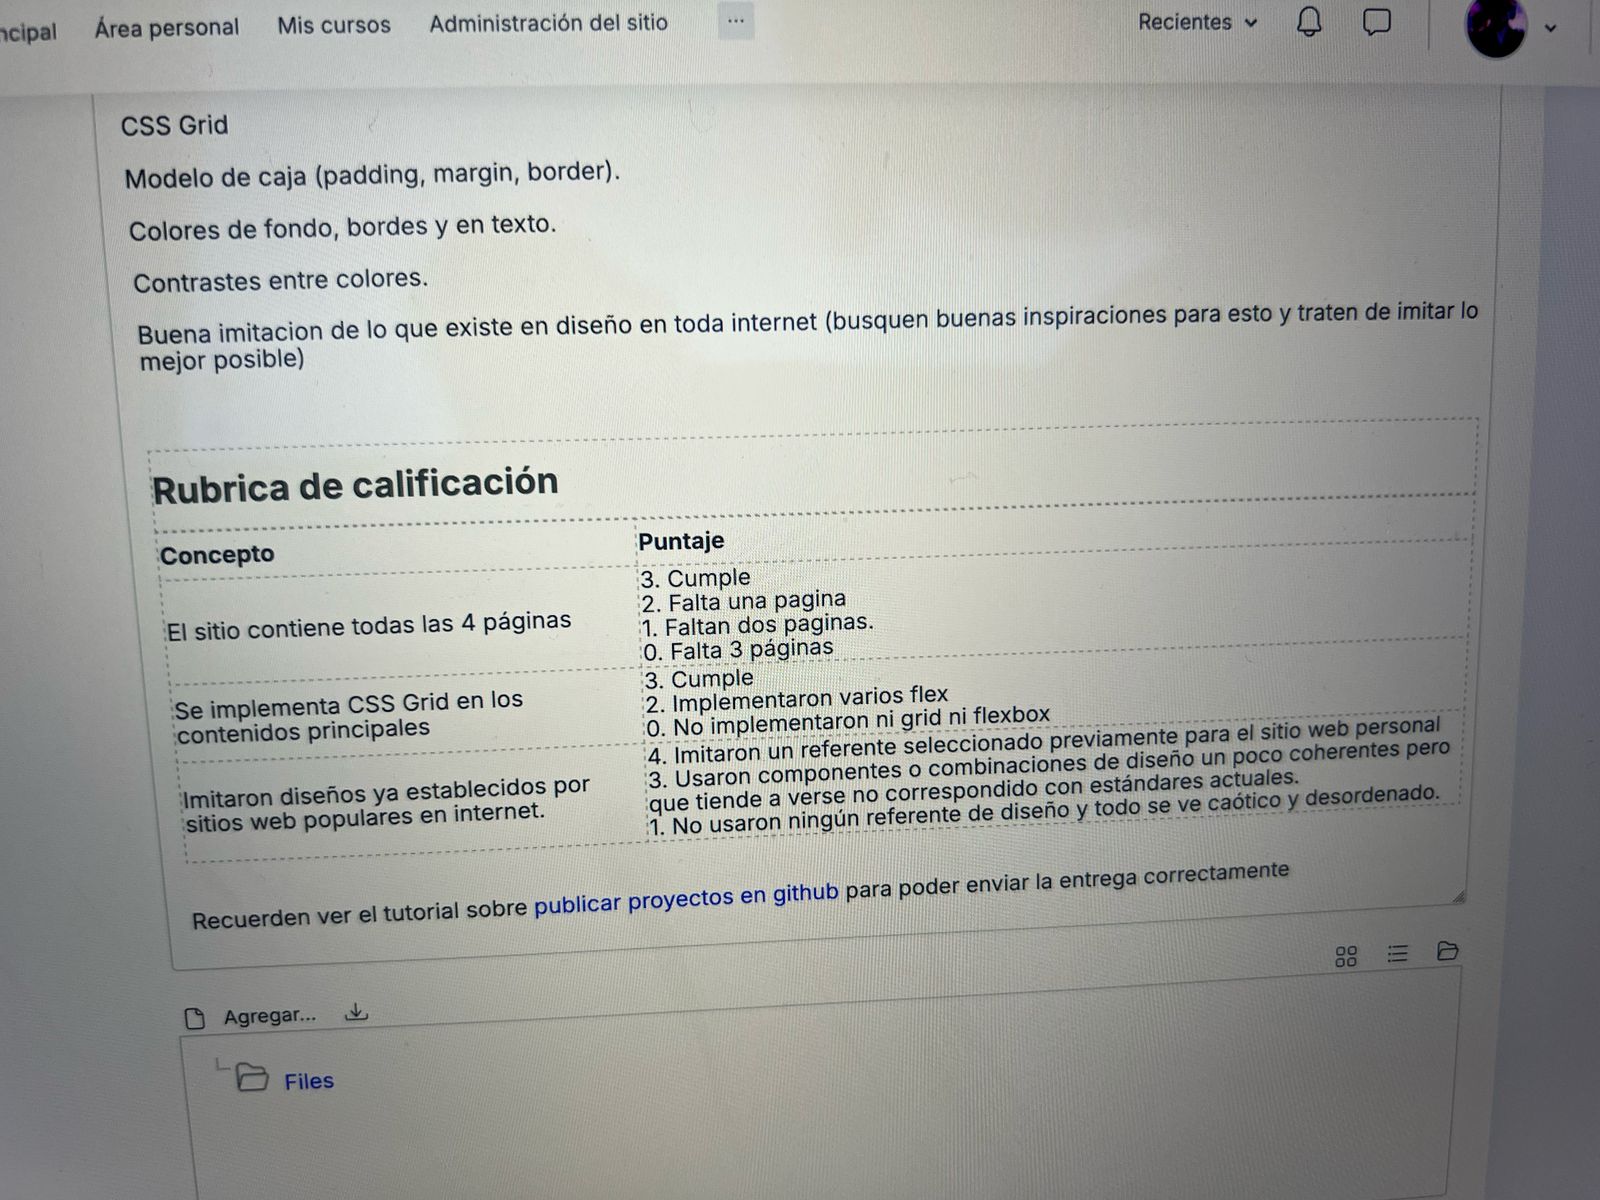 ncipal Área personal Mis cursos Administración del sitio ... Recientes
CSS Grid
Modelo de caja (padding, margin, border).
Colores de fondo, bordes y en texto.
Contrastes entre colores.
Buena imitacion de lo que existe en diseño en toda internet (busquen buenas inspiraciones para esto y traten de imitar lo
mejor posible)
Rubrica de calificación
Concepto
Puntaje
El sitio contiene todas las 4 páginas
3. Cumple
2. Falta una pagina
1. Faltan dos paginas.
0. Falta 3 páginas
Se implementa CSS Grid en los
contenidos principales
3. Cumple
2. Implementaron varios flex
0. No implementaron ni grid ni flexbox
Imitaron diseños ya establecidos por
sitios web populares en internet.
4. Imitaron un referente seleccionado previamente para el sitio web personal
3. Usaron componentes o combinaciones de diseño un poco coherentes pero
que tiende a verse no correspondido con estándares actuales.
1. No usaron ningún referente de diseño y todo se ve caótico y desordenado.
Recuerden ver el tutorial sobre publicar proyectos en github para poder enviar la entrega correctamente
Agregar...
Files